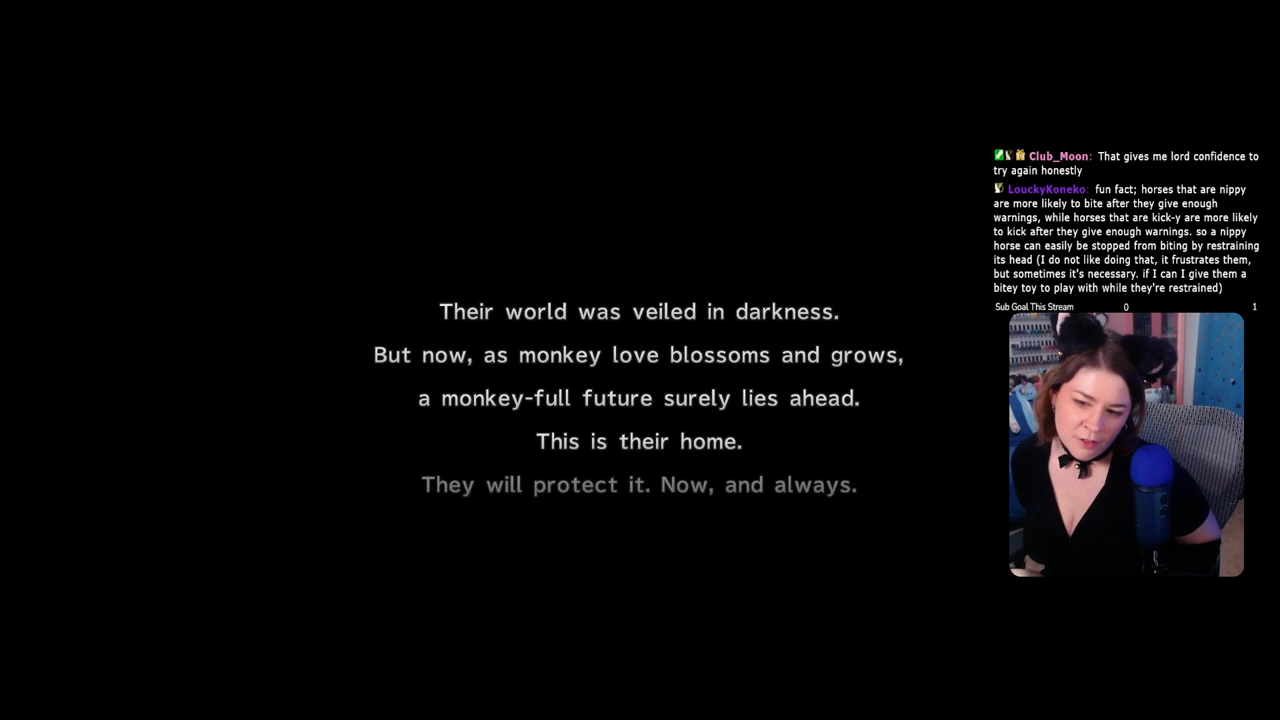 Club_Moon: That gives me lord confidence to
try again honestly
LouckyKoneko: fun fact; horses that are nippy
are more likely to bite after they give enough
warnings, while horses that are kick-y are more likely
to kick after they give enough warnings. so a nippy
horse can easily be stopped from biting by restraining
its head (I do not like doing that, it frustrates them,
but sometimes it's necessary. if I can I give them a
bitey toy to play with while they're restrained)
Sub Goal This Stream 0 1
Their world was veiled in darkness.
But now, as monkey love blossoms and grows,
a monkey-full future surely lies ahead.
This is their home.
They will protect it. Now, and always.